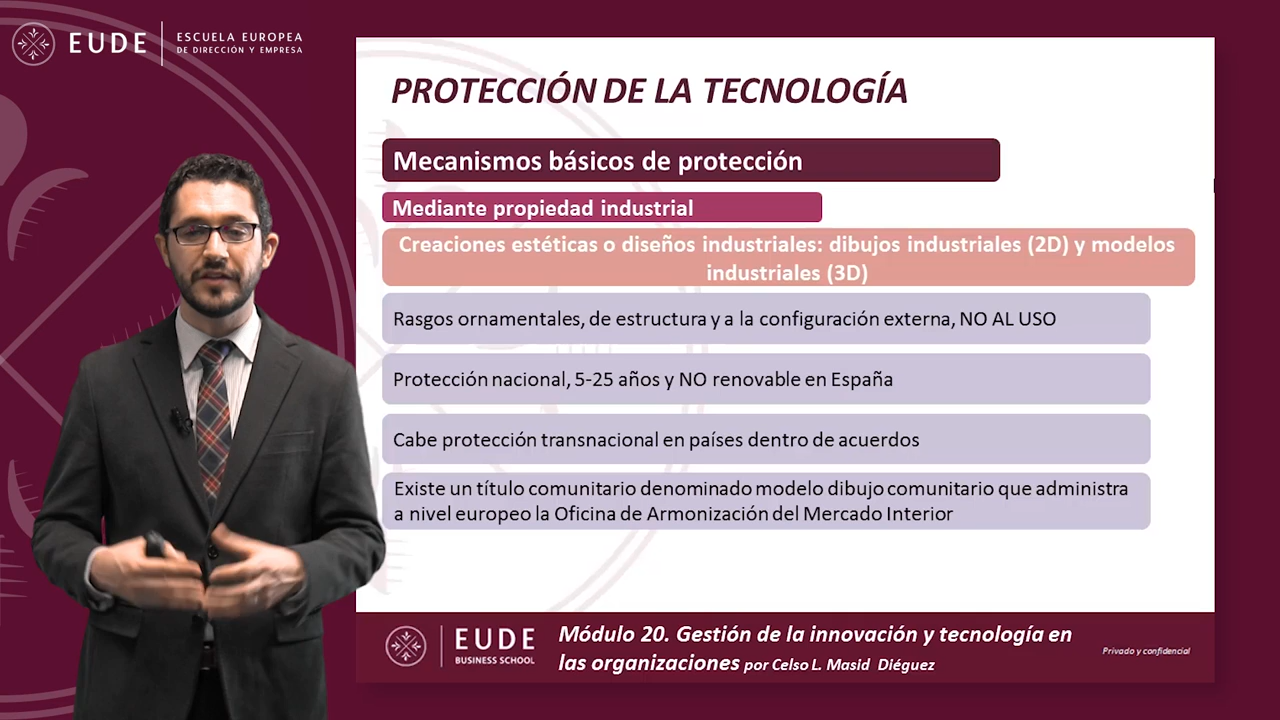 EUDE
ESCUELA EUROPEA
DE DIRECCIÓN Y EMPRESA
PROTECCIÓN DE LA TECNOLOGÍA
Mecanismos básicos de protección
Mediante propiedad industrial
Creaciones estéticas o diseños industriales: dibujos industriales (2D) y modelos
industriales (3D)
Rasgos ornamentales, de estructura y a la configuración externa, NO AL USO
Protección nacional, 5-25 años y NO renovable en España
Cabe protección transnacional en países dentro de acuerdos
Existe un título comunitario denominado modelo dibujo comunitario que administra
a nivel europeo la Oficina de Armonización del Mercado Interior
EUDE
BUSINESS SCHOOL
Módulo 20. Gestión de la innovación y tecnología en
las organizaciones por Celso L. Masid Diéguez
Privado y confidencial